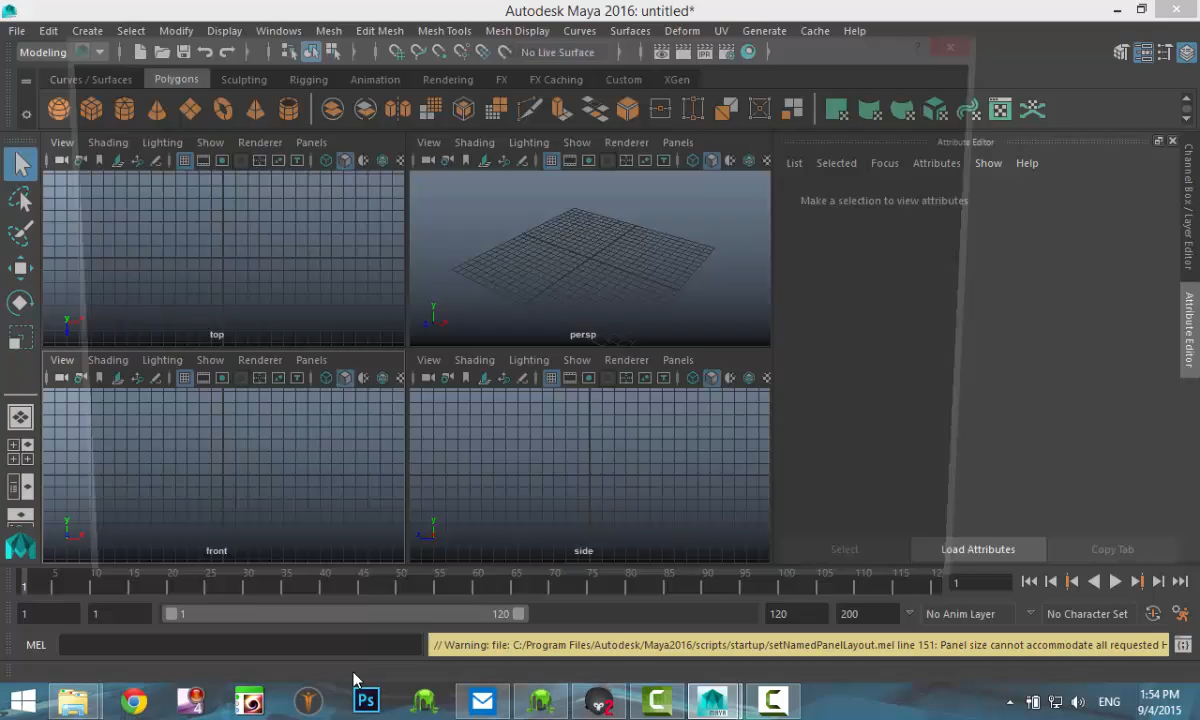 Autodesk Maya 2016: untitled*
File Edit Create Select Modify Display Windows Mesh Edit Mesh Mesh Tools Mesh Display Curves Surfaces Deform UV Generate Cache Help
Modeling No Live Surface
Curves / Surfaces Polygons Sculpting Rigging Animation Rendering FX FX Caching Custom XGen
View Shading Lighting Show Renderer Panels
View Shading Lighting Show Renderer Panels
Attribute Editor
List Selected Focus Attributes Show Help
Make a selection to view attributes
Channel Box / Layer Editor
Attribute Editor
y
top
y
persp
View Shading Lighting Show Renderer Panels
View Shading Lighting Show Renderer Panels
y
front
y
side
Select Load Attributes Copy Tab
5 10 15 20 25 30 35 40 45 50 55 60 65 70 75 80 85 90 95 100 105 110 115 12
1 1
1 1 1 120 120 200 No Anim Layer No Character Set
MEL // Warning: file: C:/Program Files/Autodesk/Maya2016/scripts/startup/setNamedPanelLayout.mel line 151: Panel size cannot accommodate all requested H
Ps ENG
1:54 PM
9/4/2015